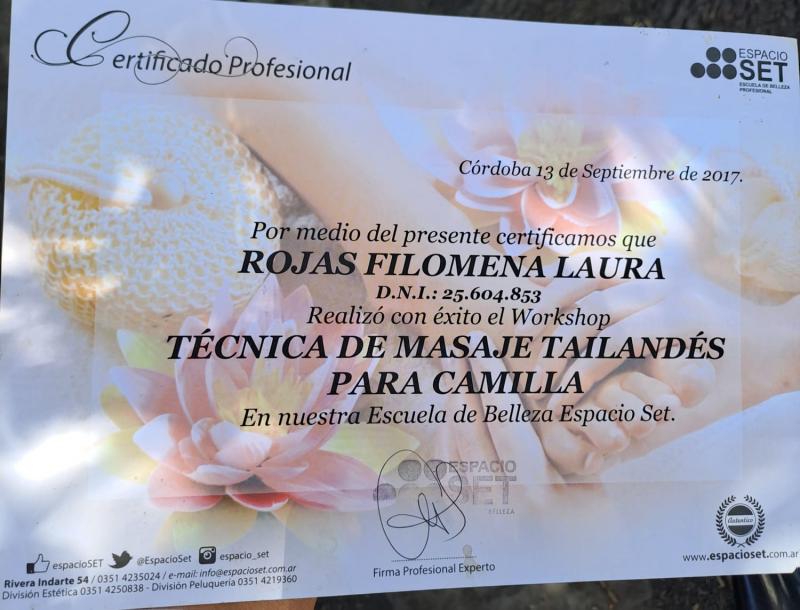 Certificado Profesional
ESPACIO
SET
ESCUELA DE BELLEZA
PROFESIONAL
Córdoba 13 de Septiembre de 2017.
Por medio del presente certificamos que
ROJAS FILOMENA LAURA
D.N.I.: 25.604.853
Realizó con éxito el Workshop
TÉCNICA DE MASAJE TAILANDÉS
PARA CAMILLA
En nuestra Escuela de Belleza Espacio Set.
ESPACIO
SET
BELLEZA
Firma Profesional Experto
Autentico
espacioSET @EspacioSet espacio_set
www.espacioset.com.ar
Rivera Indarte 54 / 0351 4235024 / e-mail: info@espacioset.com.ar
División Estética 0351 4250838 - División Peluquería 0351 4219360